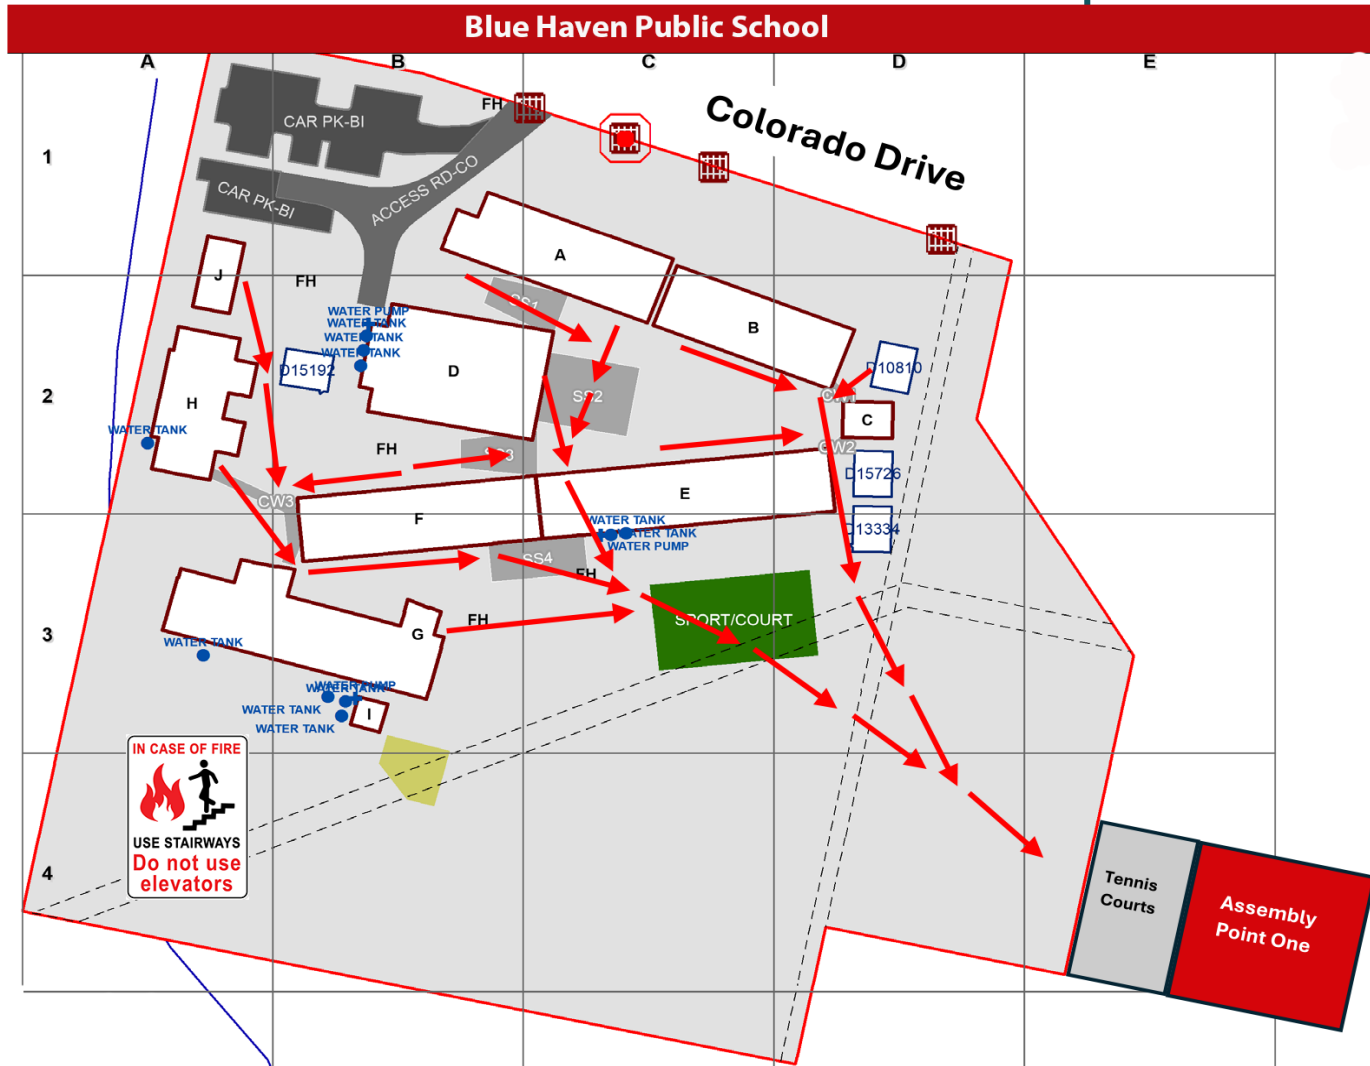 Blue Haven Public School
A
B
C
D
E
1
2
3
4
Colorado Drive
FH
CAR PK-BI
CAR PK-BI
ACCESS RD-CO
A
J
FH
SS1
B
WATER PUMP
WATER TANK
WATER TANK
WATER TANK
D15192
D
D10810
SS2
H
C
WATER TANK
CW2
FH
D15726
CW3
E
F
WATER TANK
WATER TANK
WATER PUMP
D13334
SS4
FH
SPORT/COURT
FH
G
WATER TANK
WATER PUMP
WATER TANK
WATER TANK
I
WATER TANK
IN CASE OF FIRE
USE STAIRWAYS
Do not use
elevators
Tennis
Courts
Assembly
Point One